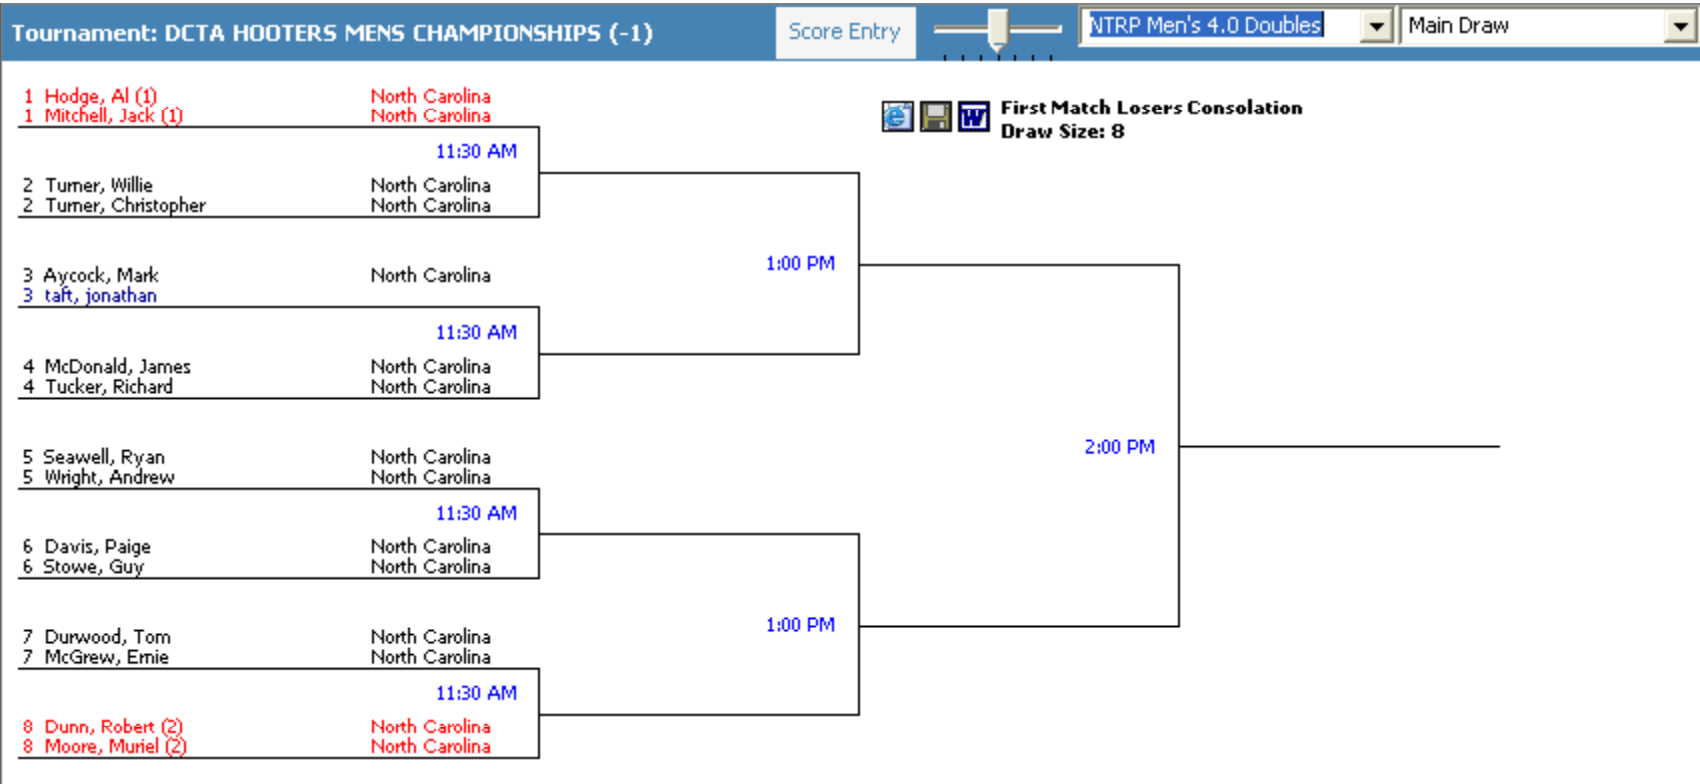 Tournament: DCTA HOOTERS MENS CHAMPIONSHIPS (-1) Score Entry NTRP Men's 4.0 Doubles Main Draw
First Match Losers Consolation
Draw Size: 8
1 Hodge, Al (1) North Carolina
1 Mitchell, Jack (1) North Carolina
11:30 AM
2 Turner, Willie North Carolina
2 Turner, Christopher North Carolina
1:00 PM
3 Aycock, Mark North Carolina
3 taft, jonathan
11:30 AM
4 McDonald, James North Carolina
4 Tucker, Richard North Carolina
2:00 PM
5 Seawell, Ryan North Carolina
5 Wright, Andrew North Carolina
11:30 AM
6 Davis, Paige North Carolina
6 Stowe, Guy North Carolina
1:00 PM
7 Durwood, Tom North Carolina
7 McGrew, Ernie North Carolina
11:30 AM
8 Dunn, Robert (2) North Carolina
8 Moore, Muriel (2) North Carolina